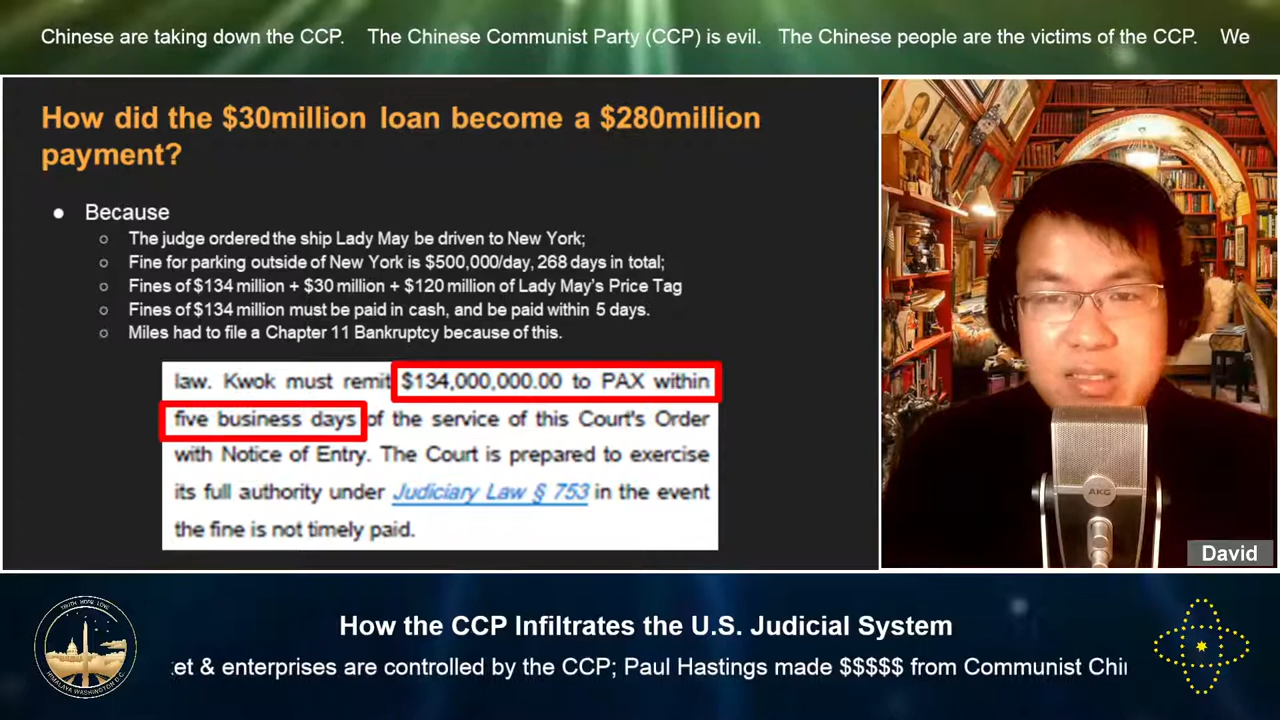 Chinese are taking down the CCP. The Chinese Communist Party (CCP) is evil. The Chinese people are the victims of the CCP. We
How did the $30million loan become a $280million
payment?
● Because
○ The judge ordered the ship Lady May be driven to New York;
○ Fine for parking outside of New York is $500,000/day, 268 days in total;
○ Fines of $134 million + $30 million + $120 million of Lady May's Price Tag
○ Fines of $134 million must be paid in cash, and be paid within 5 days.
○ Miles had to file a Chapter 11 Bankruptcy because of this.
law. Kwok must remit $134,000,000.00 to PAX within
five business days of the service of this Court's Order
with Notice of Entry. The Court is prepared to exercise
its full authority under Judiciary Law § 753 in the event
the fine is not timely paid.
AKG
David
TRUTH HOPE LOVE
HIMALAYA WASHINGTON D.C.
How the CCP Infiltrates the U.S. Judicial System
et & enterprises are controlled by the CCP; Paul Hastings made $$$$$ from Communist Chi